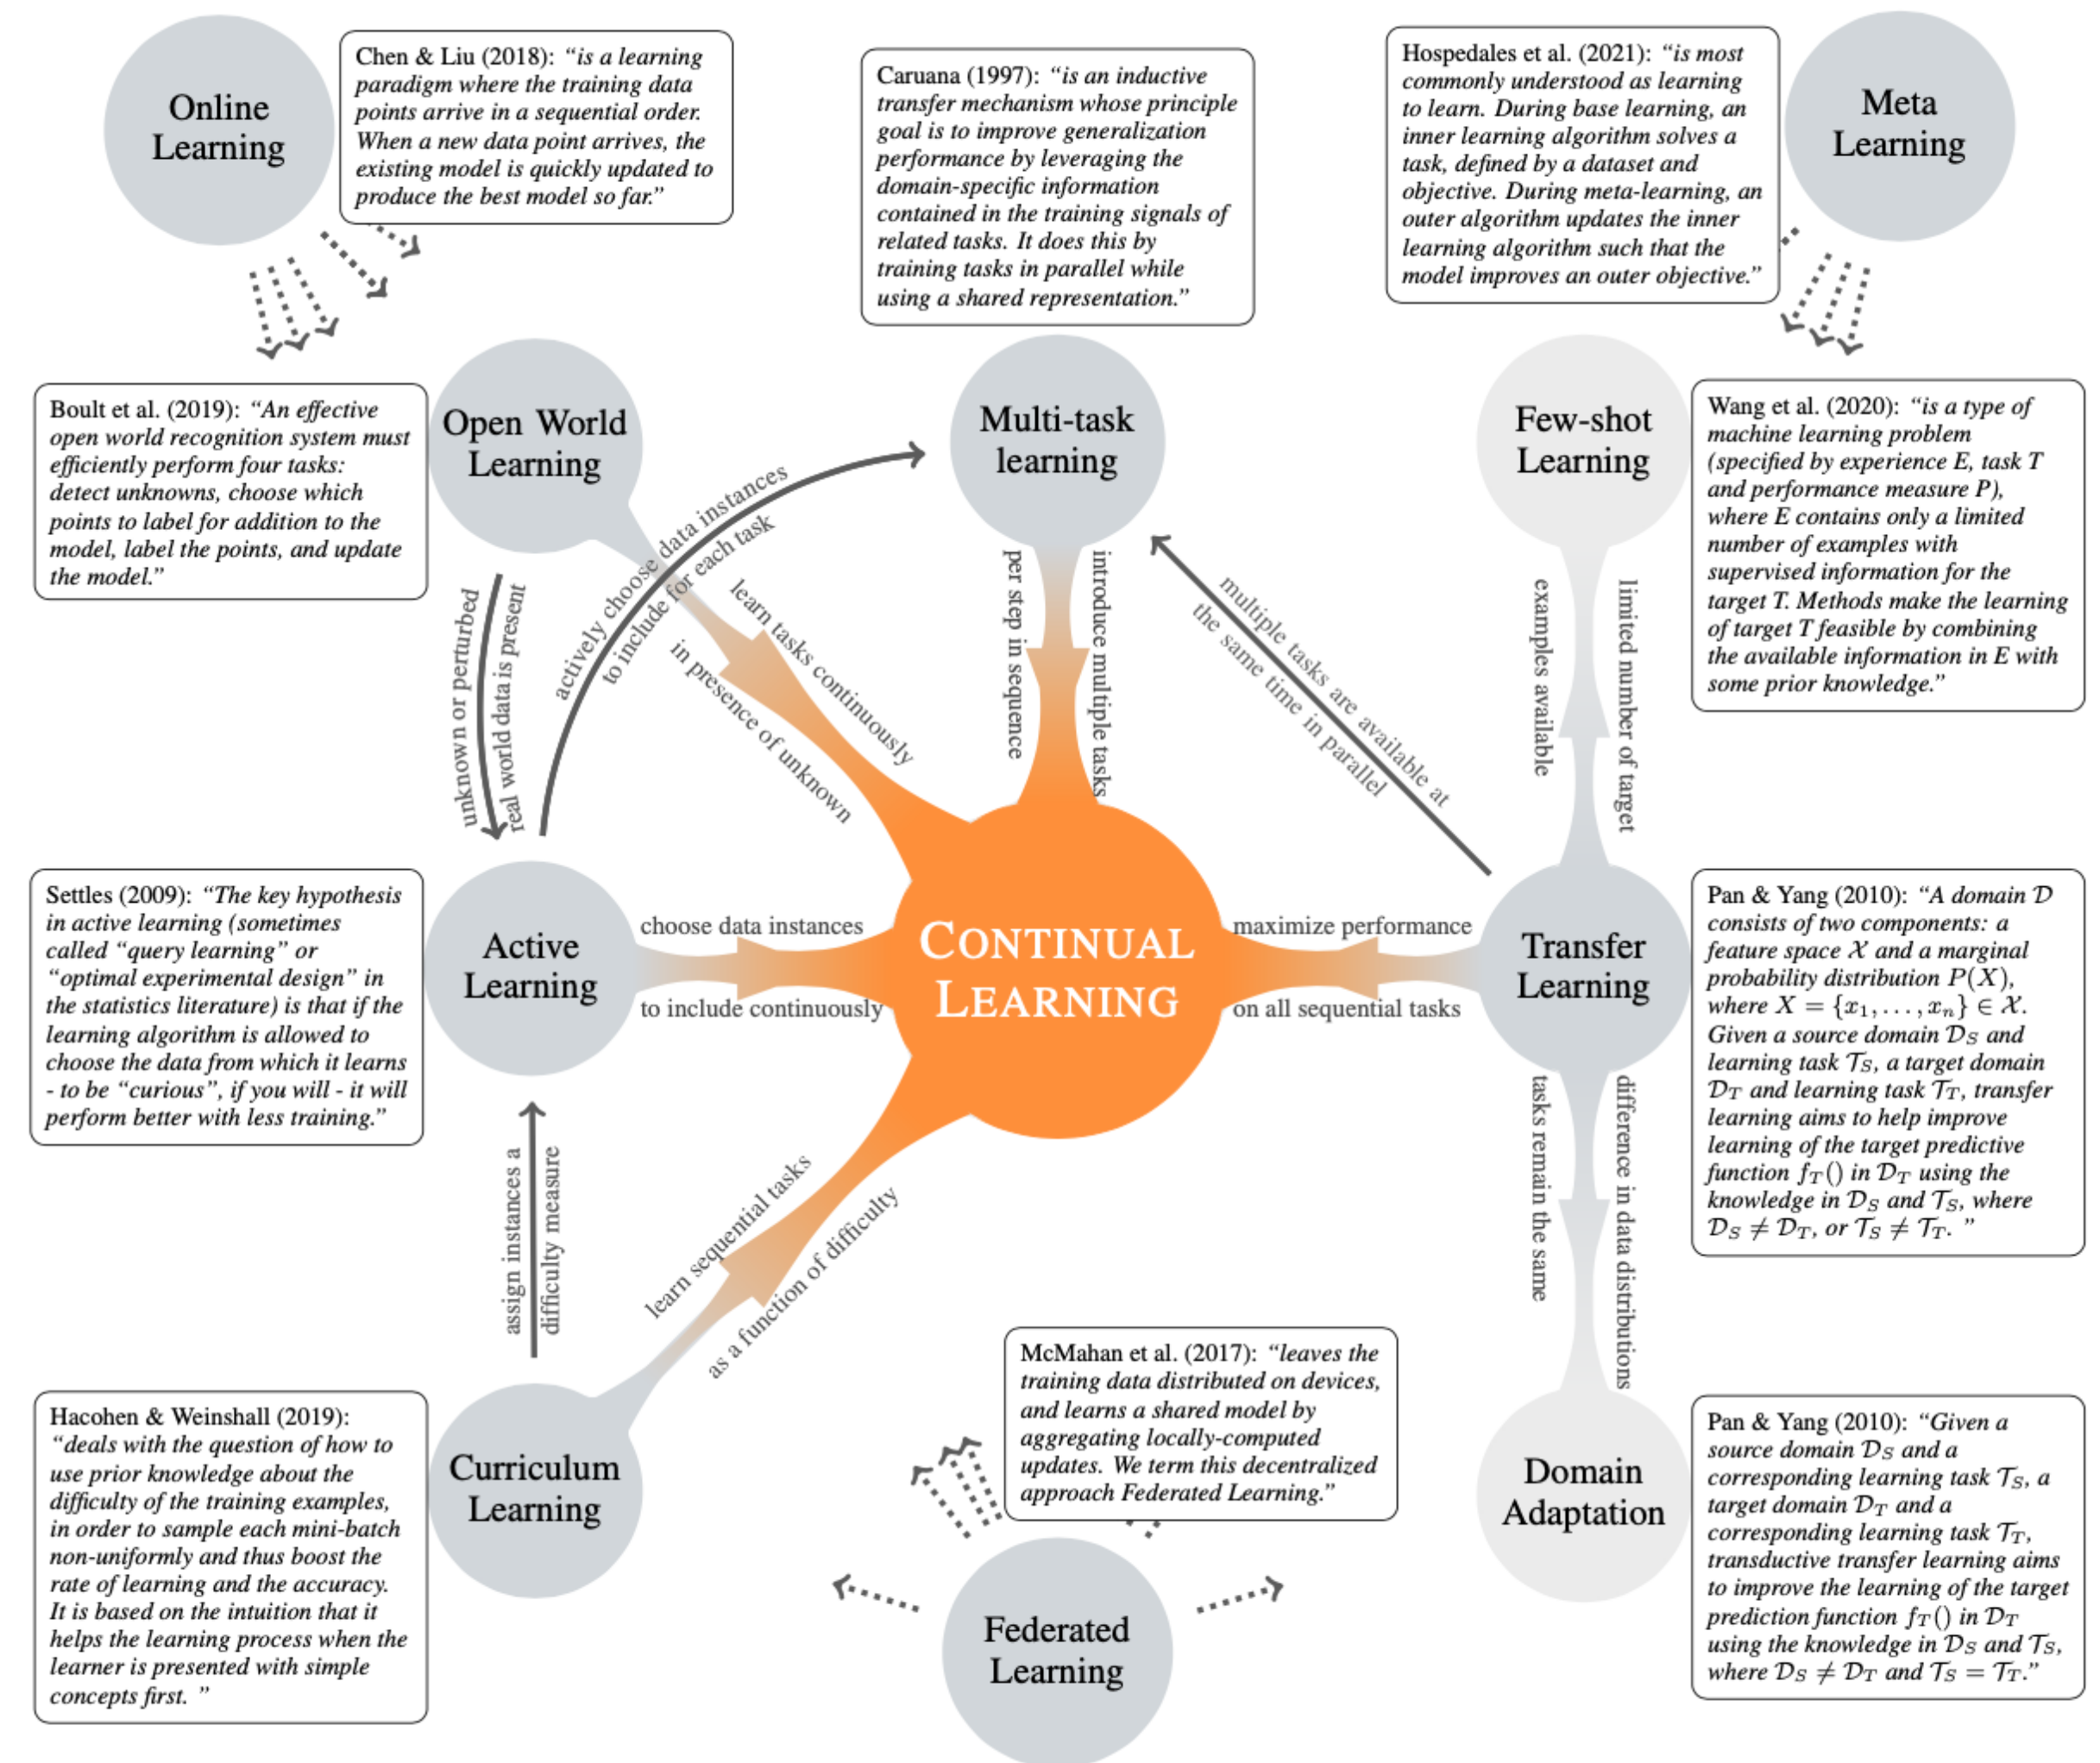 Online
Learning
Chen & Liu (2018): “is a learning
paradigm where the training data
points arrive in a sequential order.
When a new data point arrives, the
existing model is quickly updated to
produce the best model so far.”
Caruana (1997): “is an inductive
transfer mechanism whose principle
goal is to improve generalization
performance by leveraging the
domain-specific information
contained in the training signals of
related tasks. It does this by
training tasks in parallel while
using a shared representation.”
Hospedales et al. (2021): “is most
commonly understood as learning
to learn. During base learning, an
inner learning algorithm solves a
task, defined by a dataset and
objective. During meta-learning, an
outer algorithm updates the inner
learning algorithm such that the
model improves an outer objective.”
Meta
Learning
Boult et al. (2019): “An effective
open world recognition system must
efficiently perform four tasks:
detect unknowns, choose which
points to label for addition to the
model, label the points, and update
the model.”
Open World
Learning
Multi-task
learning
Few-shot
Learning
Wang et al. (2020): “is a type of
machine learning problem
(specified by experience E, task T
and performance measure P),
where E contains only a limited
number of examples with
supervised information for the
target T. Methods make the learning
of target T feasible by combining
the available information in E with
some prior knowledge.”
unknown or perturbed
real world data is present
actively choose data instances
to include for each task
learn tasks continuously
in presence of unknown
per step in sequence
introduce multiple tasks
multiple tasks are available at
the same time in parallel
examples available
limited number of target
Settles (2009): “The key hypothesis
in active learning (sometimes
called “query learning” or
“optimal experimental design” in
the statistics literature) is that if the
learning algorithm is allowed to
choose the data from which it learns
- to be “curious”, if you will - it will
perform better with less training.”
Active
Learning
choose data instances
to include continuously
CONTINUAL
LEARNING
maximize performance
on all sequential tasks
Transfer
Learning
Pan & Yang (2010): “A domain 𝒟
consists of two components: a
feature space 𝒳 and a marginal
probability distribution P(X),
where X = {x₁, . . . , xₙ} ∈ 𝒳.
Given a source domain 𝒟_S and
learning task 𝒯_S, a target domain
𝒟_T and learning task 𝒯_T, transfer
learning aims to help improve
learning of the target predictive
function f_T() in 𝒟_T using the
knowledge in 𝒟_S and 𝒯_S, where
𝒟_S ≠ 𝒟_T, or 𝒯_S ≠ 𝒯_T. ”
assign instances a
difficulty measure
learn sequential tasks
as a function of difficulty
tasks remain the same
difference in data distributions
Hacohen & Weinshall (2019):
“deals with the question of how to
use prior knowledge about the
difficulty of the training examples,
in order to sample each mini-batch
non-uniformly and thus boost the
rate of learning and the accuracy.
It is based on the intuition that it
helps the learning process when the
learner is presented with simple
concepts first. ”
Curriculum
Learning
McMahan et al. (2017): “leaves the
training data distributed on devices,
and learns a shared model by
aggregating locally-computed
updates. We term this decentralized
approach Federated Learning.”
Federated
Learning
Domain
Adaptation
Pan & Yang (2010): “Given a
source domain 𝒟_S and a
corresponding learning task 𝒯_S, a
target domain 𝒟_T and a
corresponding learning task 𝒯_T,
transductive transfer learning aims
to improve the learning of the target
prediction function f_T() in 𝒟_T
using the knowledge in 𝒟_S and 𝒯_S,
where 𝒟_S ≠ 𝒟_T and 𝒯_S = 𝒯_T.”